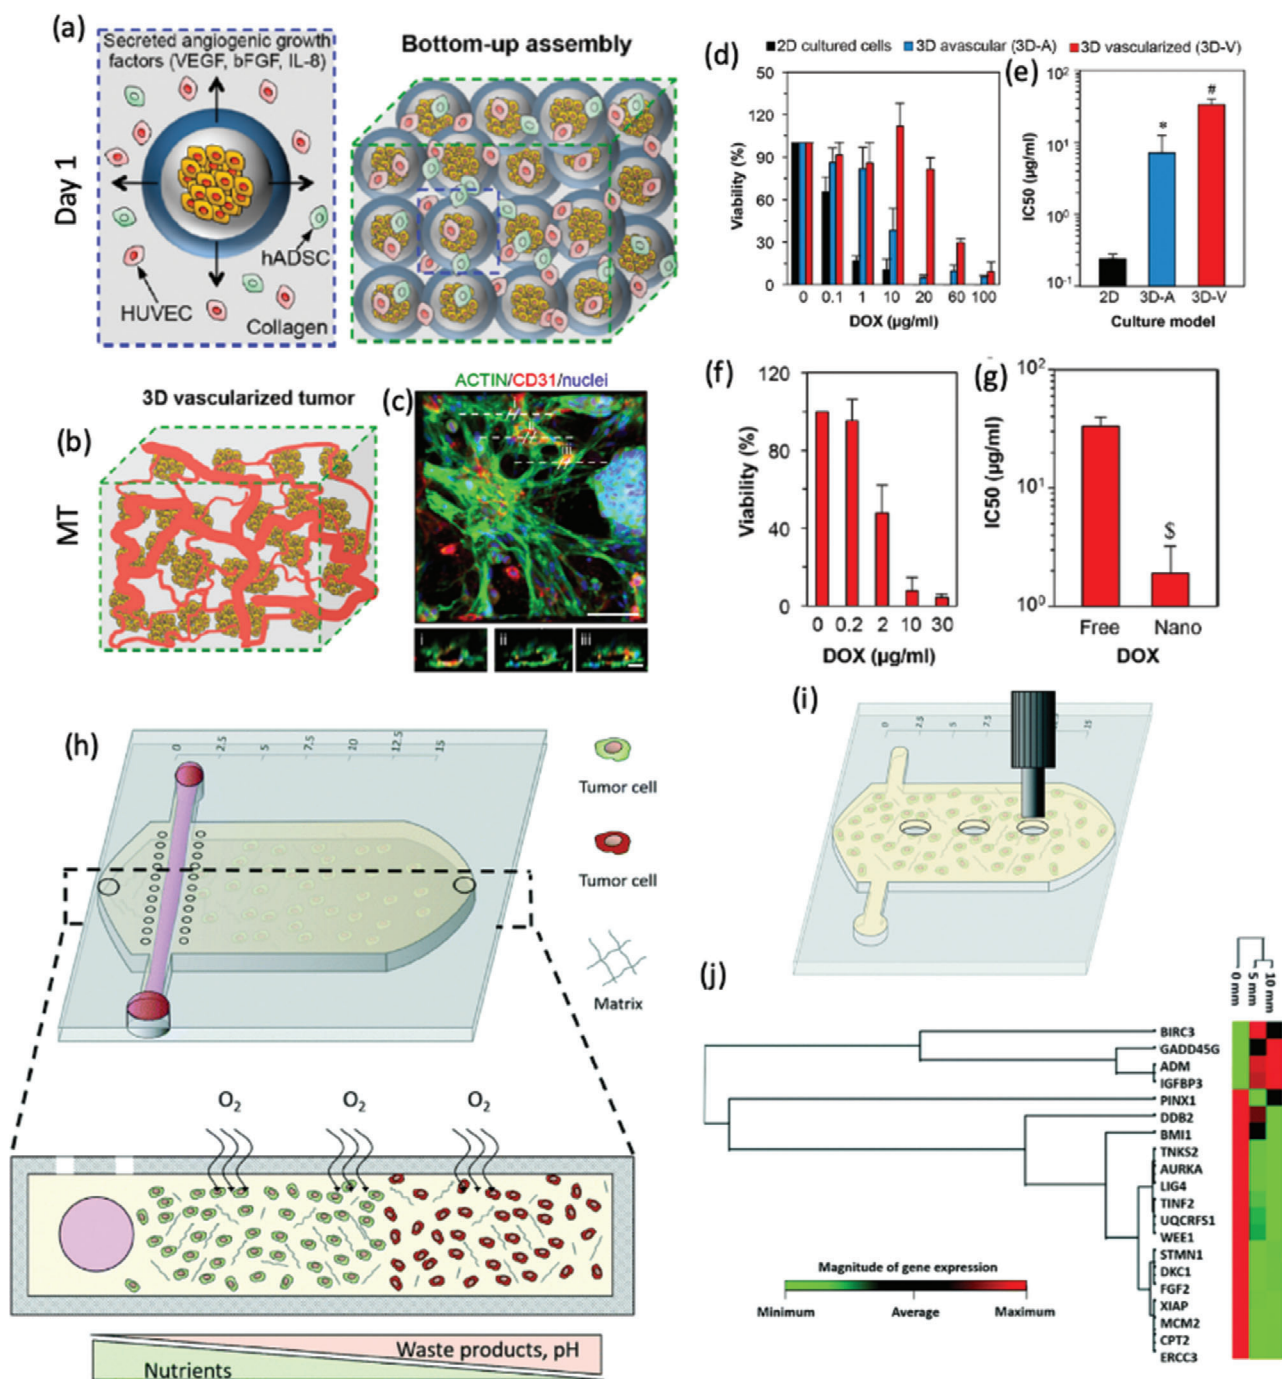 (a)
Secreted angiogenic growth
factors (VEGF, bFGF, IL-8)
Day 1
hADSC
HUVEC
Collagen
Bottom-up assembly
3D vascularized tumor
(b)
MT
(c)
ACTIN/CD31/nuclei
i
ii
iii
i
ii
iii
2D cultured cells
3D avascular (3D-A)
3D vascularized (3D-V)
(d)
50
120
90
60
30
0
Viability (%)
0
0.1
1
10
20
60
100
DOX (µg/ml)
(e)
10²
10¹
10⁰
10⁻¹
IC50 (µg/ml)
*
#
2D
3D-A
3D-V
Culture model
(f)
120
80
40
0
Viability (%)
0
0.2
2
10
30
DOX (µg/ml)
(g)
10²
10¹
10⁰
IC50 (µg/ml)
$
Free
Nano
DOX
(h)
0
2.5
5
7.5
10
12.5
15
Tumor cell
Tumor cell
Matrix
O₂
O₂
O₂
Waste products, pH
Nutrients
(i)
0
2.5
5
7.5
15
(j)
0 mm
5 mm
10 mm
BIRC3
GADD45G
ADM
IGFBP3
PINX1
DDB2
BMI1
TNKS2
AURKA
LIG4
TINF2
UQCRFS1
WEE1
STMN1
DKC1
FGF2
XIAP
MCM2
CPT2
ERCC3
Magnitude of gene expression
Minimum
Average
Maximum